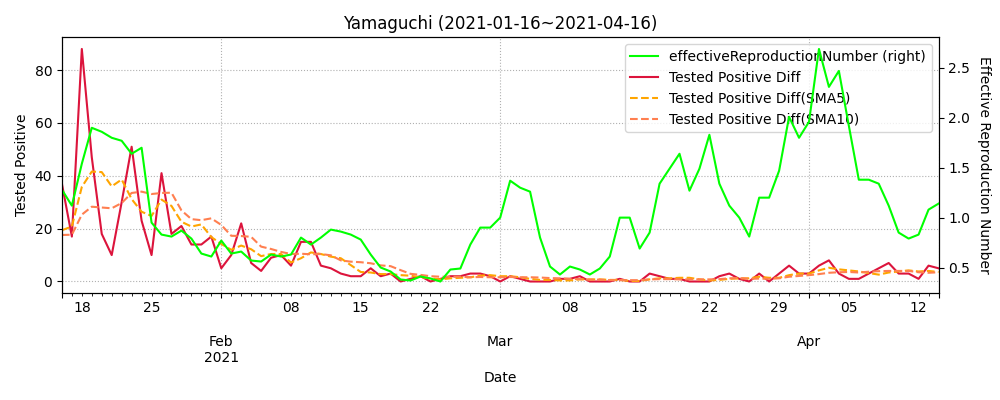 Yamaguchi (2021-01-16~2021-04-16)
effectiveReproductionNumber (right)
Tested Positive Diff
Tested Positive Diff(SMA5)
Tested Positive Diff(SMA10)
Tested Positive
80
60
40
20
0
Effective Reproduction Number
2.5
2.0
1.5
1.0
0.5
18 25 08 15 22 08 15 22 29 05 12
Feb Mar Apr
2021
Date